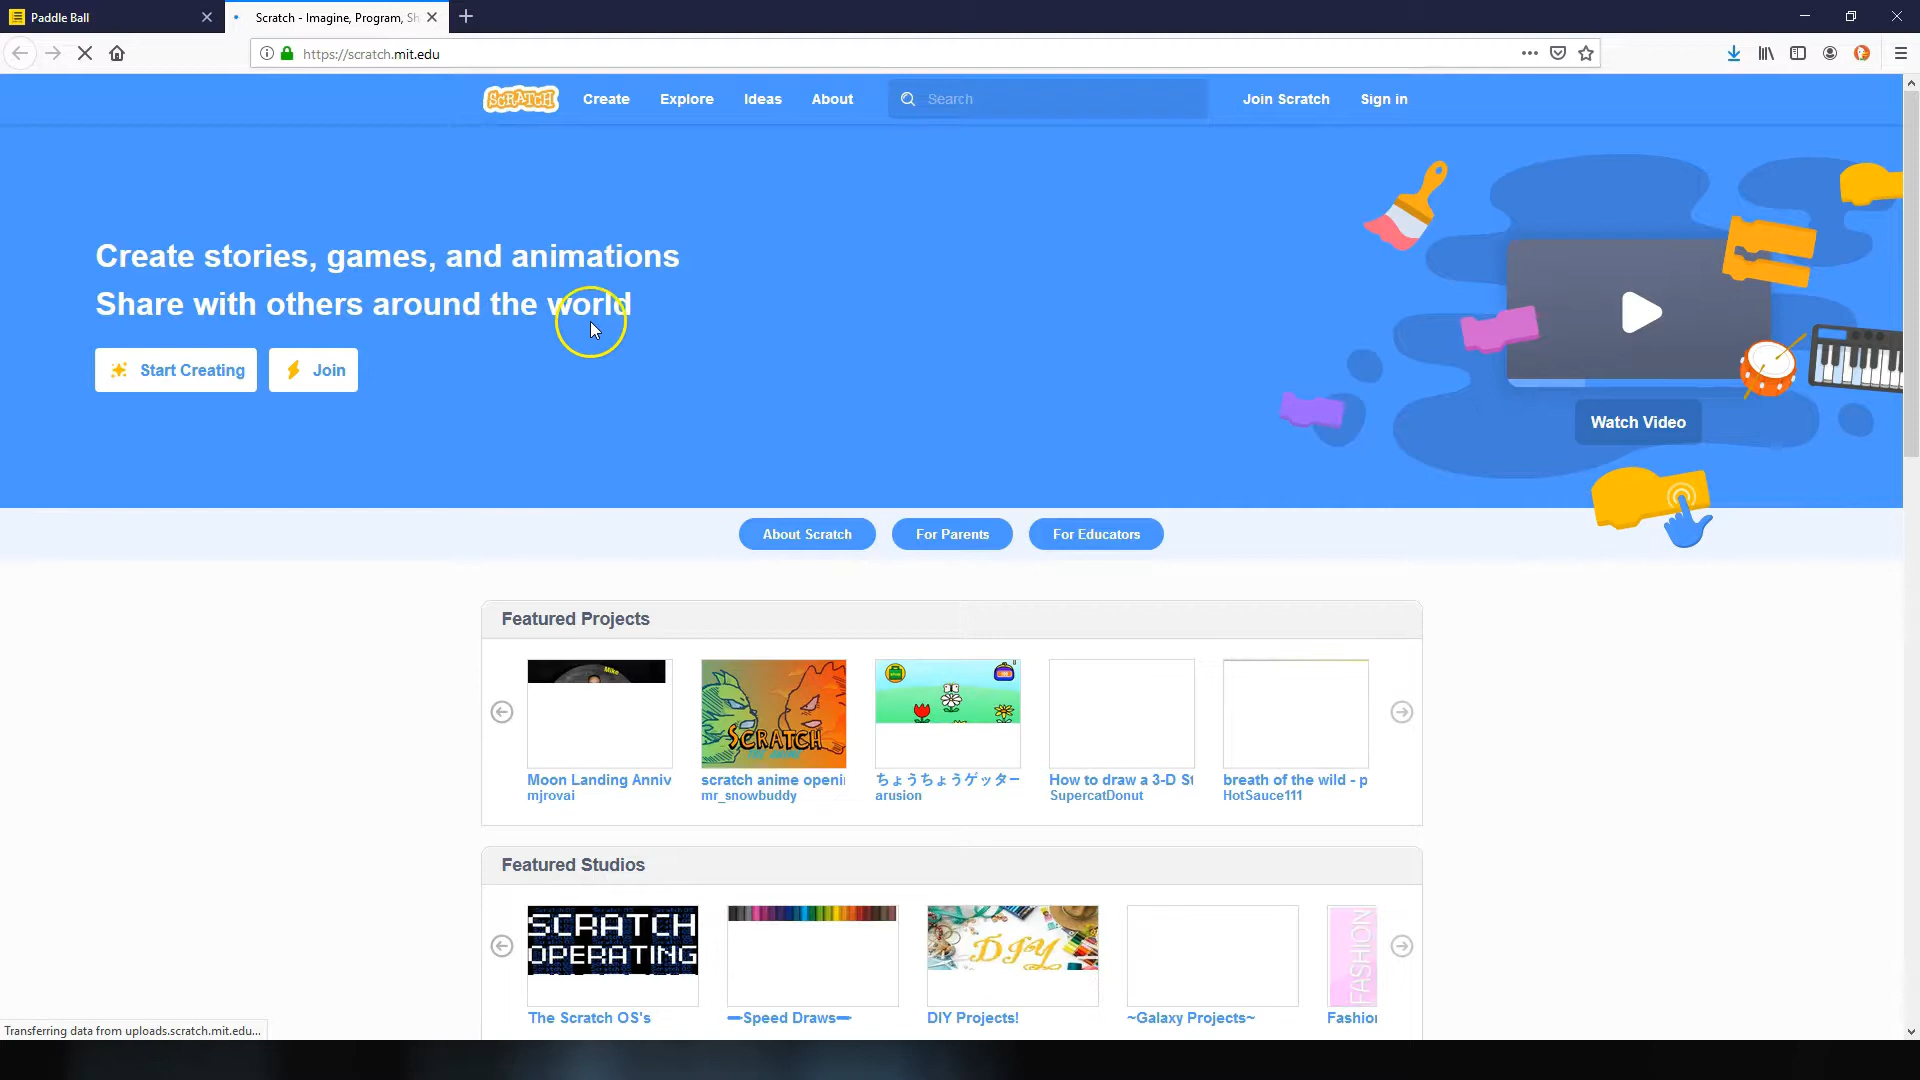 Paddle Ball
Scratch - Imagine, Program, Sh
https://scratch.mit.edu
SCRATCH
Create
Explore
Ideas
About
Search
Join Scratch
Sign in
Create stories, games, and animations
Share with others around the world
Start Creating
Join
Watch Video
About Scratch
For Parents
For Educators
Featured Projects
Mike
SCRATCH
Moon Landing Anniv
scratch anime openi
ちょうちょうゲッター
How to draw a 3-D St
breath of the wild - p
mjrovai
mr_snowbuddy
arusion
SupercatDonut
HotSauce111
Featured Studios
SCRATCH
OPERATING
DIY
FASHION
The Scratch OS's
━Speed Draws━
DIY Projects!
~Galaxy Projects~
Fashion
Transferring data from uploads.scratch.mit.edu...